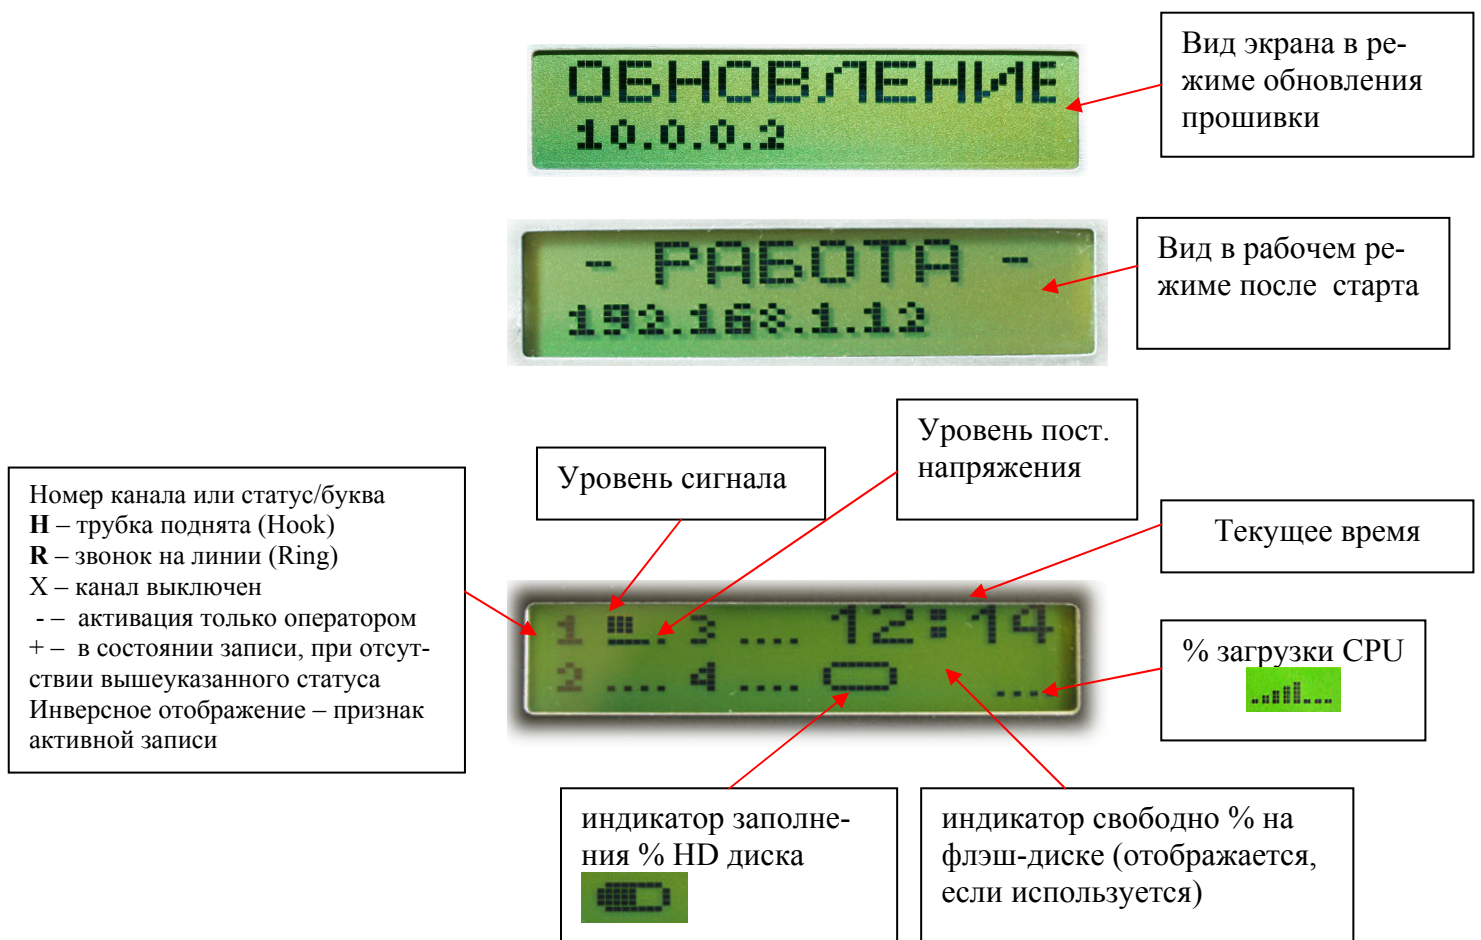 ОБНОВЛЕНИЕ
10.0.0.2
Вид экрана в ре-
жиме обновления
прошивки
- РАБОТА -
192.168.1.12
Вид в рабочем ре-
жиме после старта
Уровень пост.
напряжения
Уровень сигнала
Номер канала или статус/буква
H – трубка поднята (Hook)
R – звонок на линии (Ring)
X – канал выключен
- – активация только оператором
+ – в состоянии записи, при отсут-
ствии вышеуказанного статуса
Инверсное отображение – признак
активной записи
Текущее время
1 3 .... 12:14
2 .... 4 .... ...
% загрузки CPU
индикатор заполне-
ния % HD диска
индикатор свободно % на
флэш-диске (отображается,
если используется)